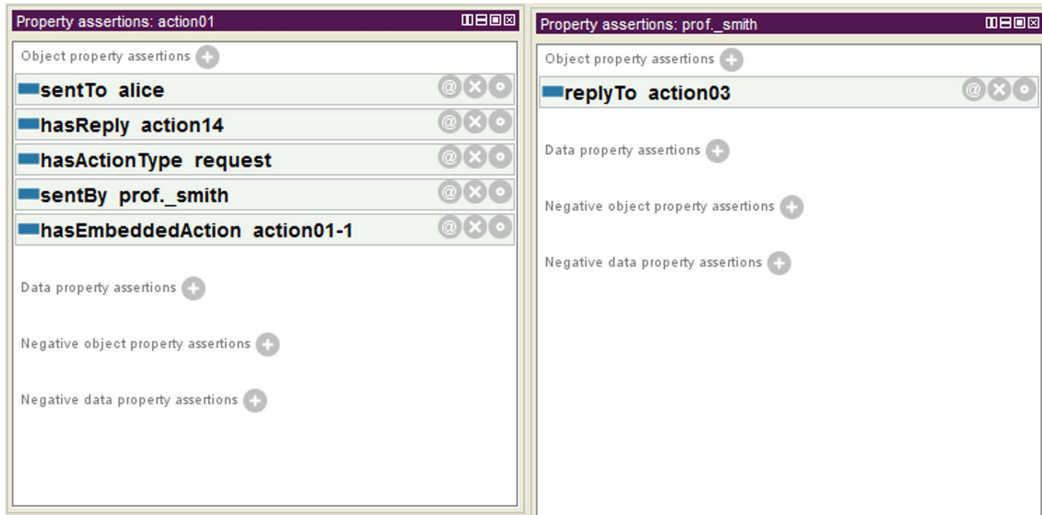 Property assertions: action01
Object property assertions
sentTo alice
hasReply action14
hasActionType request
sentBy prof._smith
hasEmbeddedAction action01-1
Data property assertions
Negative object property assertions
Negative data property assertions
Property assertions: prof._smith
Object property assertions
replyTo action03
Data property assertions
Negative object property assertions
Negative data property assertions